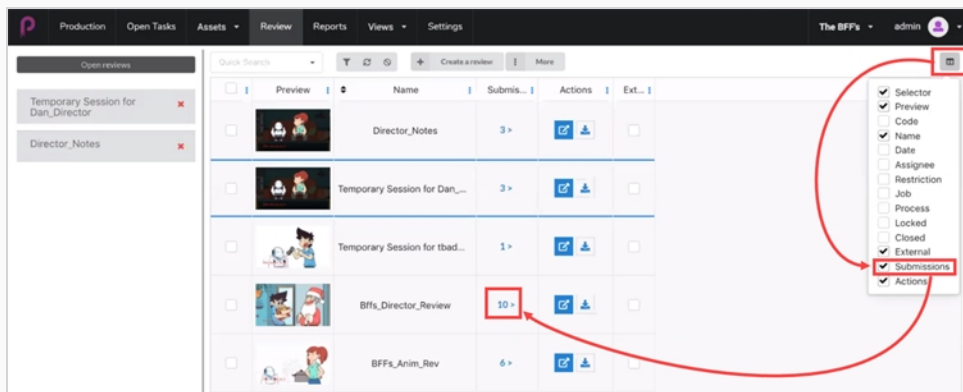 Production Open Tasks Assets Review Reports Views Settings The BFF's admin
Open reviews
Quick Search
Create a review
More
Temporary Session for
Dan_Director
Director_Notes
Preview Name Submis... Actions Ext...
Director_Notes 3 >
Temporary Session for Dan_... 3 >
Temporary Session for tbad... 1 >
Bffs_Director_Review 10 >
BFFs_Anim_Rev 6 >
Selector
Preview
Code
Name
Date
Assignee
Restriction
Job
Process
Locked
Closed
External
Submissions
Actions